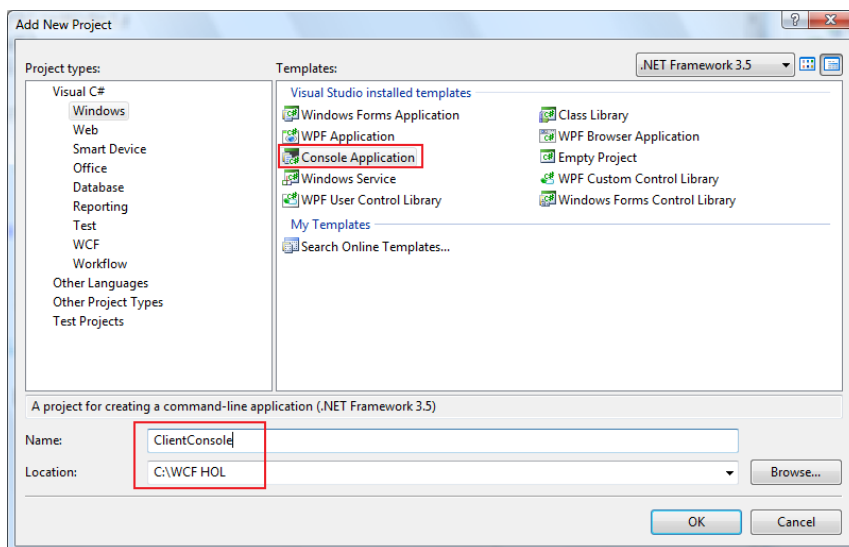 Add New Project
Project types:
Templates:
.NET Framework 3.5
Visual C#
Windows
Web
Smart Device
Office
Database
Reporting
Test
WCF
Workflow
Other Languages
Other Project Types
Test Projects
Visual Studio installed templates
Windows Forms Application
Class Library
WPF Application
WPF Browser Application
Console Application
Empty Project
Windows Service
WPF Custom Control Library
WPF User Control Library
Windows Forms Control Library
My Templates
Search Online Templates...
A project for creating a command-line application (.NET Framework 3.5)
Name:
ClientConsole
Location:
C:\WCF HOL
Browse...
OK
Cancel